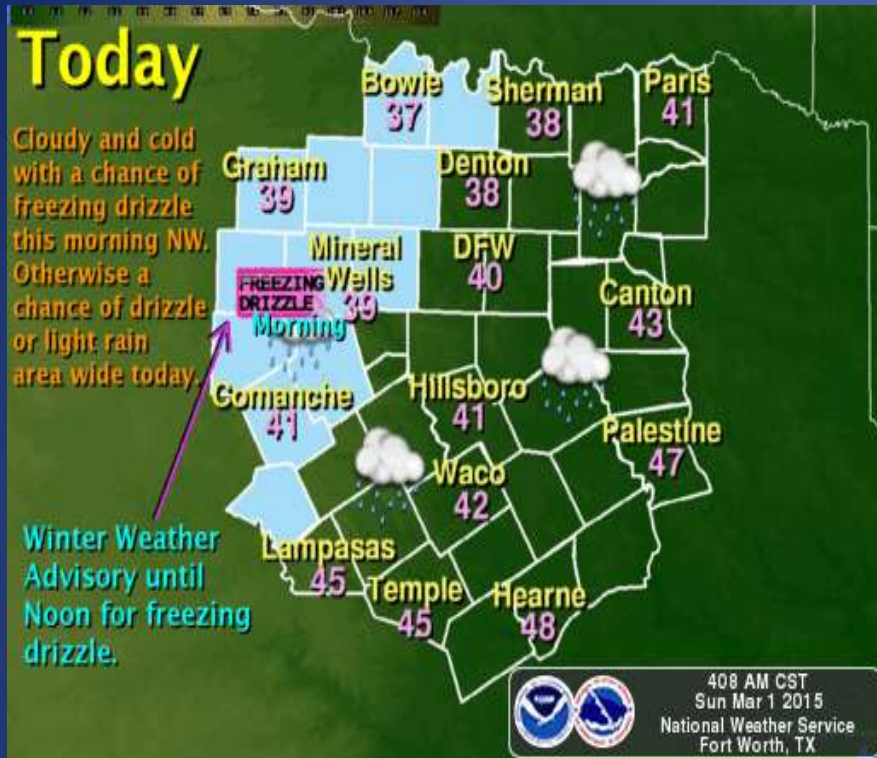 Today
Cloudy and cold
with a chance of
freezing drizzle
this morning NW.
Otherwise a
chance of drizzle
or light rain
area wide today.
Bowie
37
Sherman
38
Paris
41
Graham
39
Denton
38
Mineral
Wells
39
DFW
40
FREEZING
DRIZZLE
Morning
Canton
43
Comanche
41
Hillsboro
41
Palestine
47
Waco
42
Lampasas
45
Temple
45
Hearne
48
Winter Weather
Advisory until
Noon for freezing
drizzle.
408 AM CST
Sun Mar 1 2015
National Weather Service
Fort Worth, TX